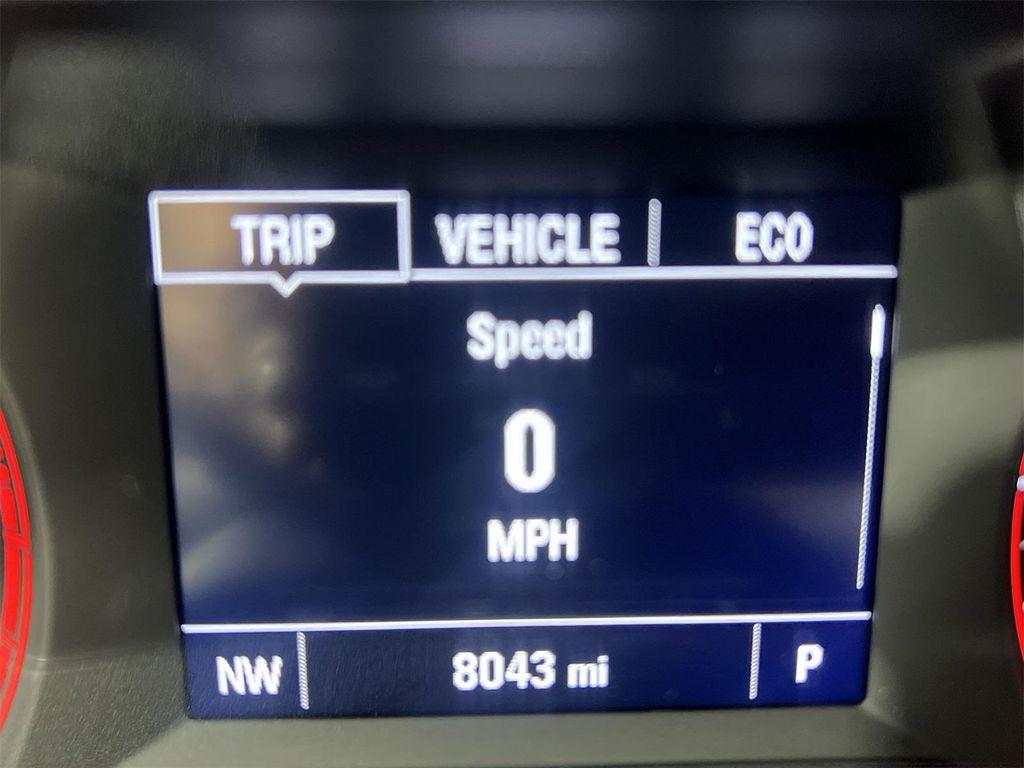 TRIP VEHICLE ECO
Speed
0
MPH
NW 8043 mi P